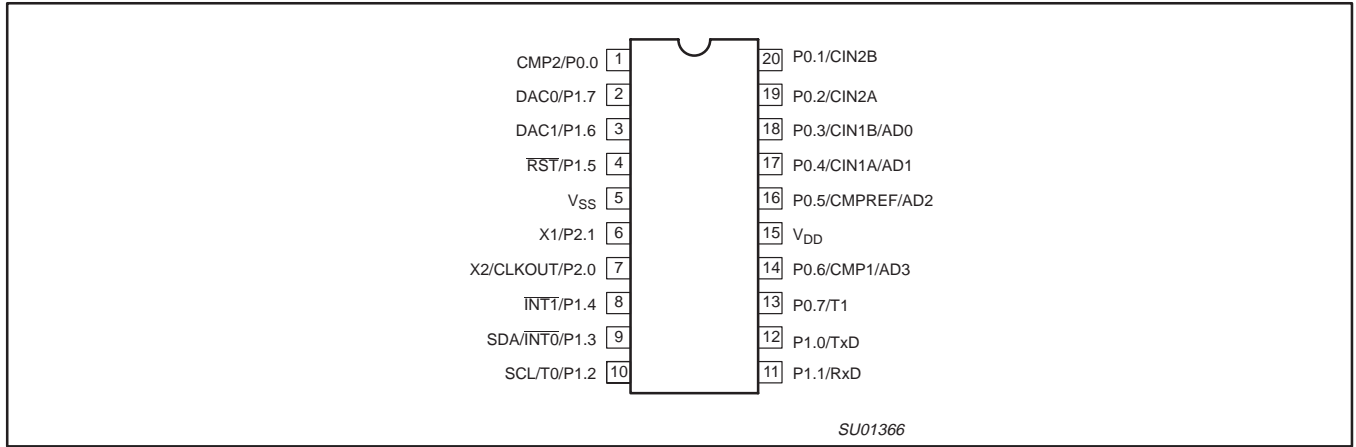 CMP2/P0.0 1 20 P0.1/CIN2B
DAC0/P1.7 2 19 P0.2/CIN2A
DAC1/P1.6 3 18 P0.3/CIN1B/AD0
R̅S̅T̅/P1.5 4 17 P0.4/CIN1A/AD1
VSS 5 16 P0.5/CMPREF/AD2
X1/P2.1 6 15 VDD
X2/CLKOUT/P2.0 7 14 P0.6/CMP1/AD3
I̅N̅T̅1̅/P1.4 8 13 P0.7/T1
SDA/I̅N̅T̅0̅/P1.3 9 12 P1.0/TxD
SCL/T0/P1.2 10 11 P1.1/RxD
SU01366